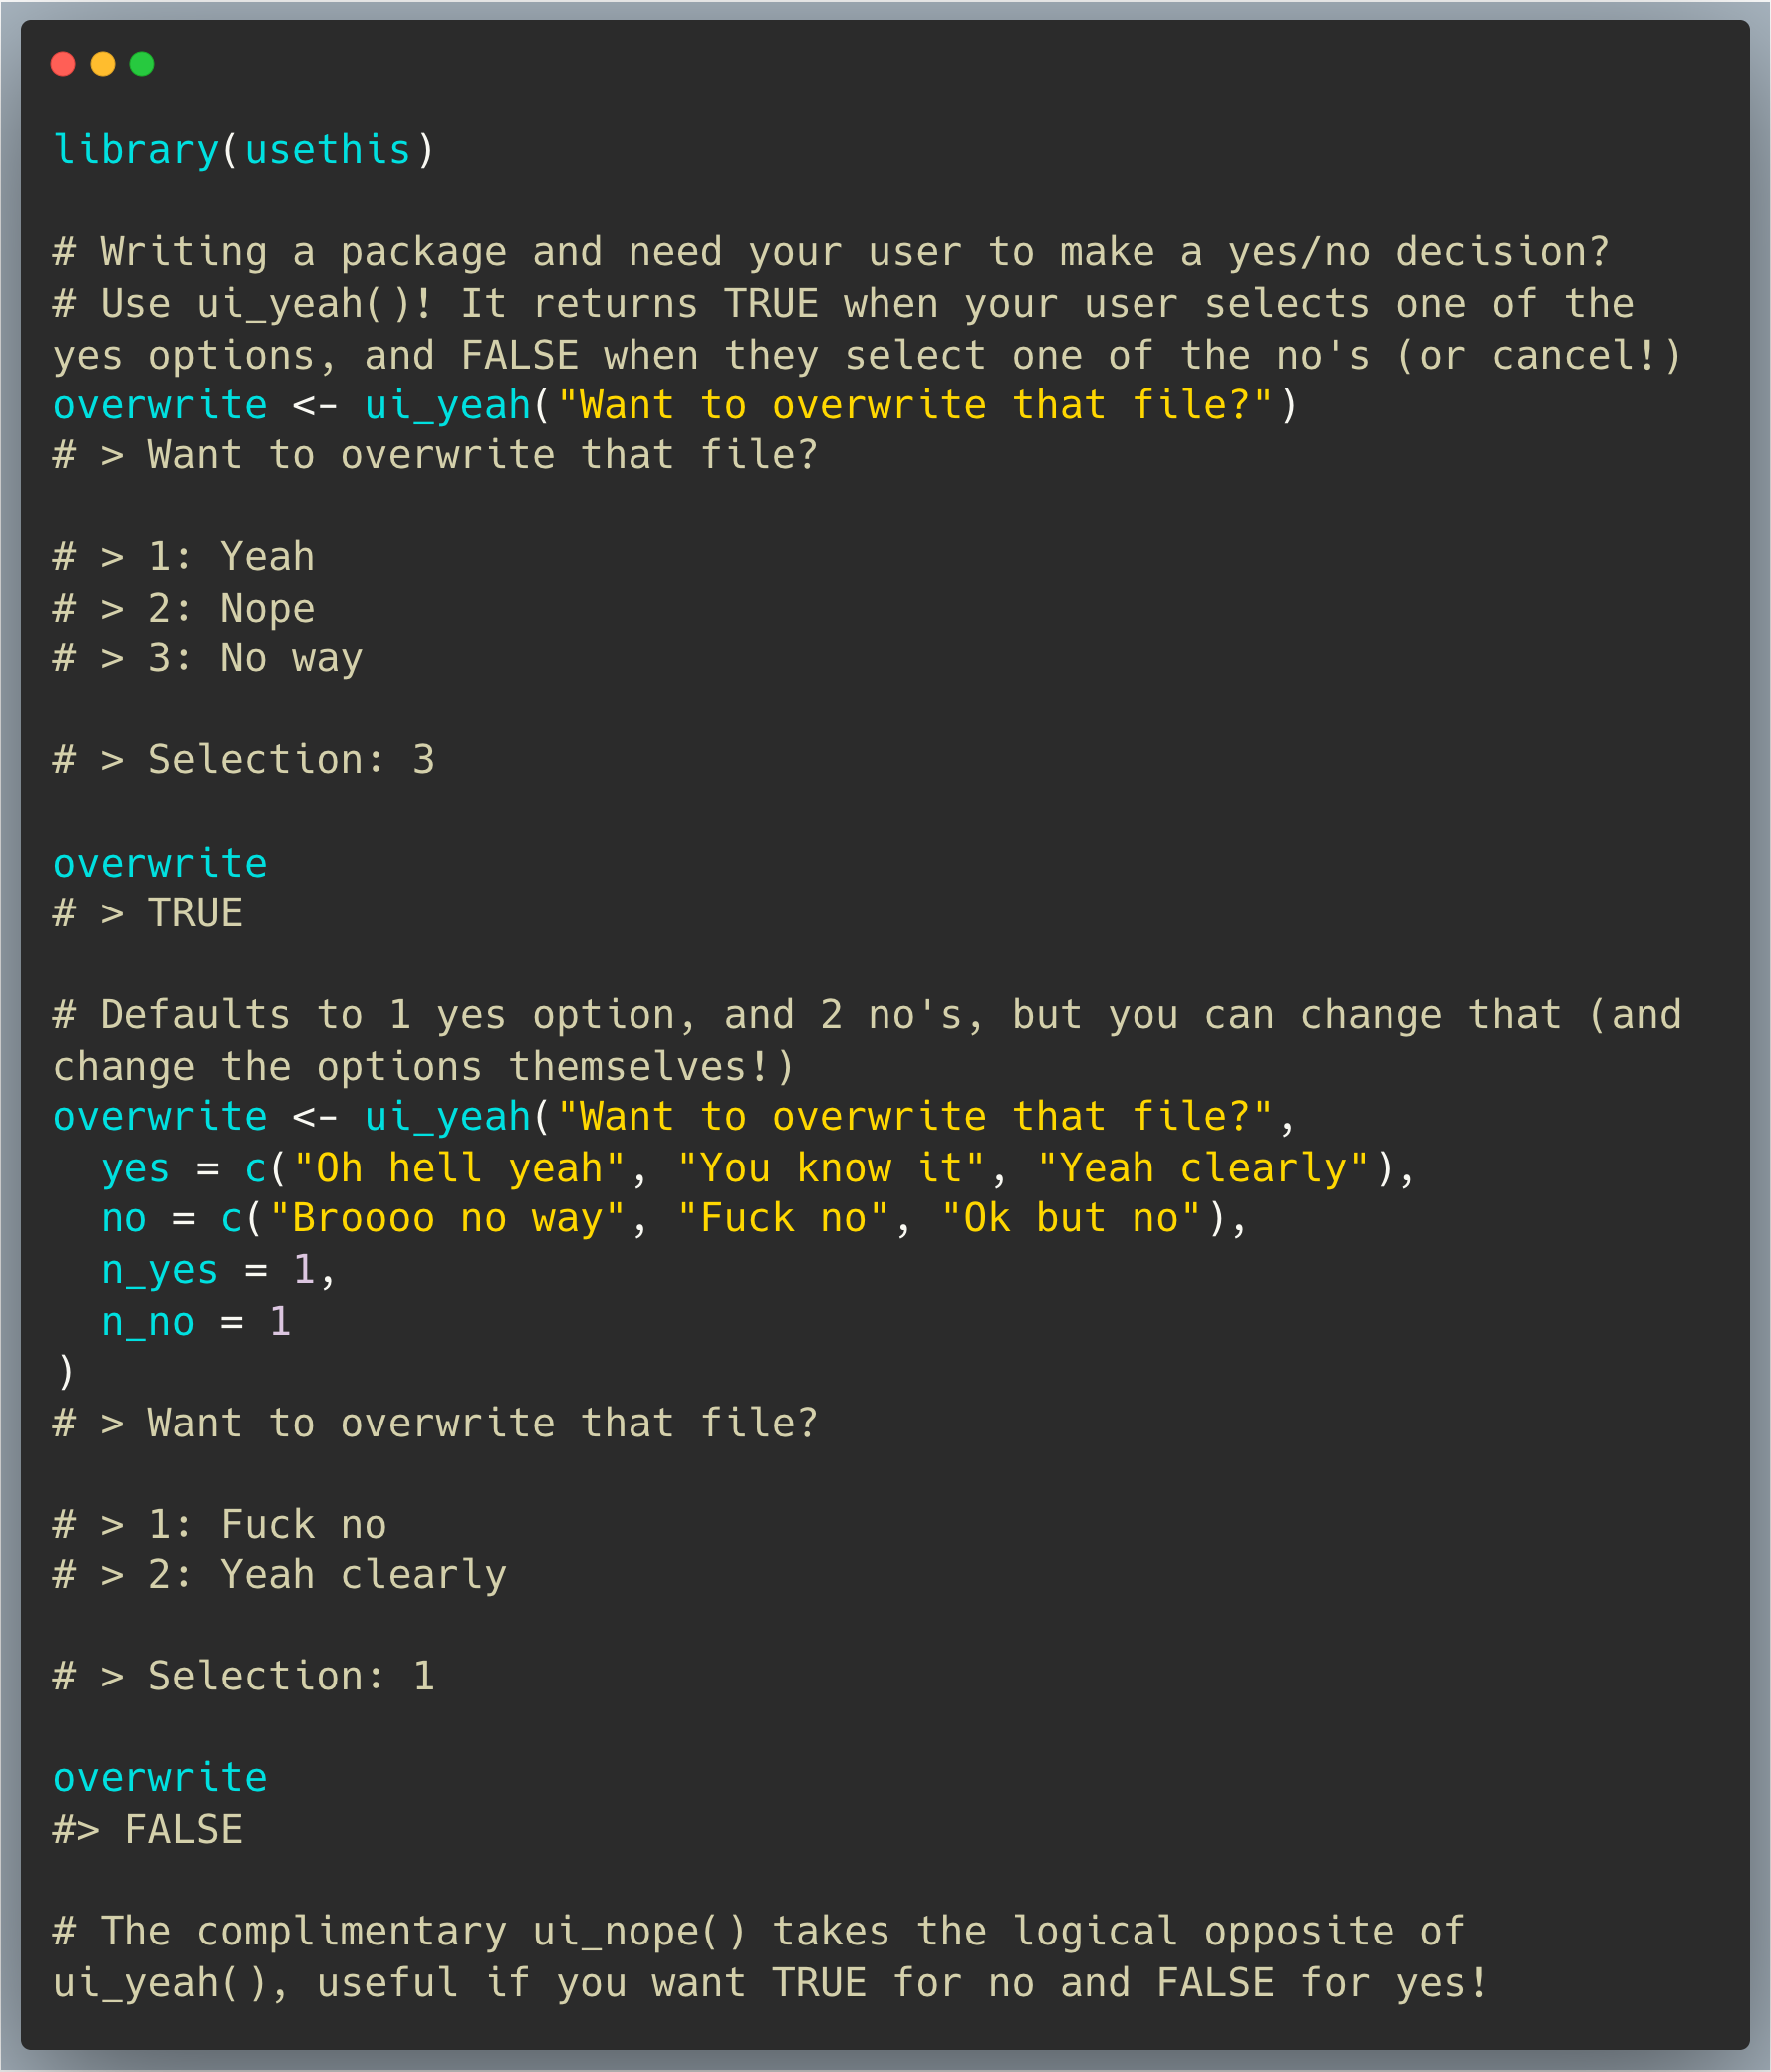 library(usethis)
# Writing a package and need your user to make a yes/no decision?
# Use ui_yeah()! It returns TRUE when your user selects one of the
yes options, and FALSE when they select one of the no's (or cancel!)
overwrite <- ui_yeah("Want to overwrite that file?")
# > Want to overwrite that file?
# > 1: Yeah
# > 2: Nope
# > 3: No way
# > Selection: 3
overwrite
# > TRUE
# Defaults to 1 yes option, and 2 no's, but you can change that (and
change the options themselves!)
overwrite <- ui_yeah("Want to overwrite that file?",
  yes = c("Oh hell yeah", "You know it", "Yeah clearly"),
  no = c("Broooo no way", "Fuck no", "Ok but no"),
  n_yes = 1,
  n_no = 1
)
# > Want to overwrite that file?
# > 1: Fuck no
# > 2: Yeah clearly
# > Selection: 1
overwrite
#> FALSE
# The complimentary ui_nope() takes the logical opposite of
ui_yeah(), useful if you want TRUE for no and FALSE for yes!